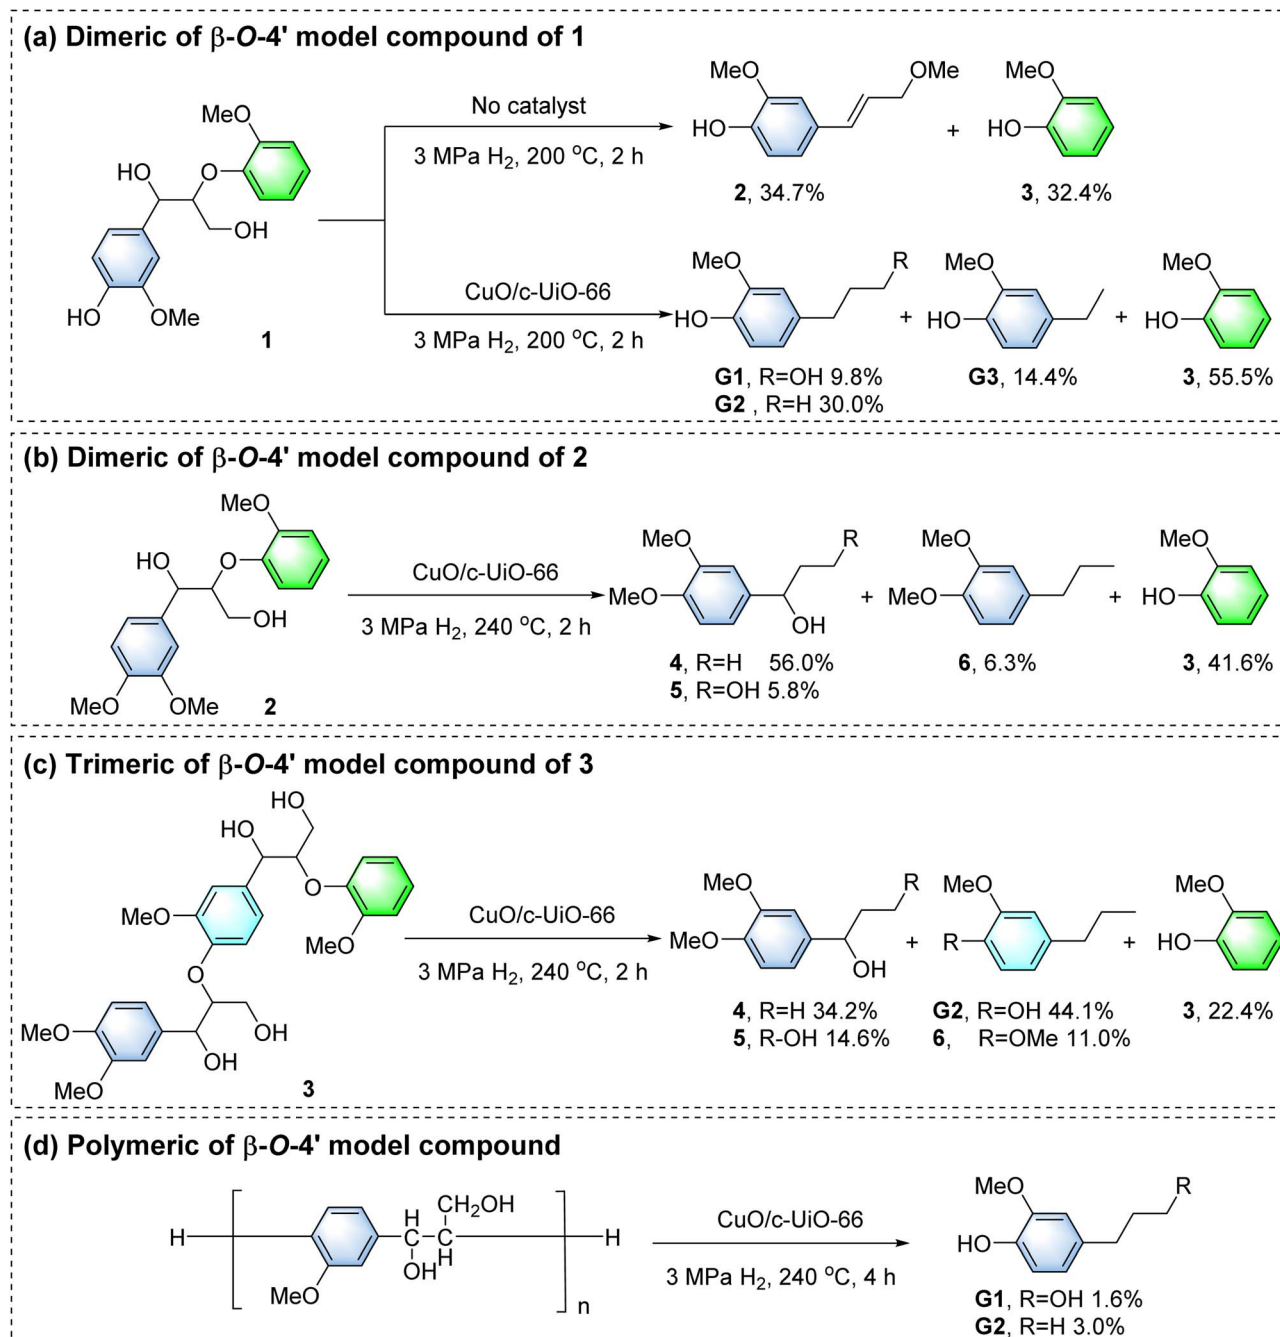 (a) Dimeric of β-O-4' model compound of 1
MeO
HO
O
OH
HO
OMe
1
No catalyst
3 MPa H₂, 200 °C, 2 h
MeO
OMe
HO
2, 34.7%
+
MeO
HO
3, 32.4%
CuO/c-UiO-66
3 MPa H₂, 200 °C, 2 h
MeO
R
HO
G1, R=OH 9.8%
G2 , R=H 30.0%
+
MeO
HO
G3, 14.4%
+
MeO
HO
3, 55.5%
(b) Dimeric of β-O-4' model compound of 2
MeO
HO
O
OH
MeO
OMe
2
CuO/c-UiO-66
3 MPa H₂, 240 °C, 2 h
R
MeO
MeO
OH
4, R=H 56.0%
5, R=OH 5.8%
+
MeO
MeO
6, 6.3%
+
MeO
HO
3, 41.6%
(c) Trimeric of β-O-4' model compound of 3
HO
HO
O
MeO
MeO
O
MeO
OH
OH
MeO
3
CuO/c-UiO-66
3 MPa H₂, 240 °C, 2 h
R
MeO
MeO
OH
4, R=H 34.2%
5, R-OH 14.6%
+
MeO
R
G2, R=OH 44.1%
6, R=OMe 11.0%
+
MeO
HO
3, 22.4%
(d) Polymeric of β-O-4' model compound
H
CH₂OH
H
C
C
H
OH
MeO
n
H
CuO/c-UiO-66
3 MPa H₂, 240 °C, 4 h
MeO
R
HO
G1, R=OH 1.6%
G2, R=H 3.0%